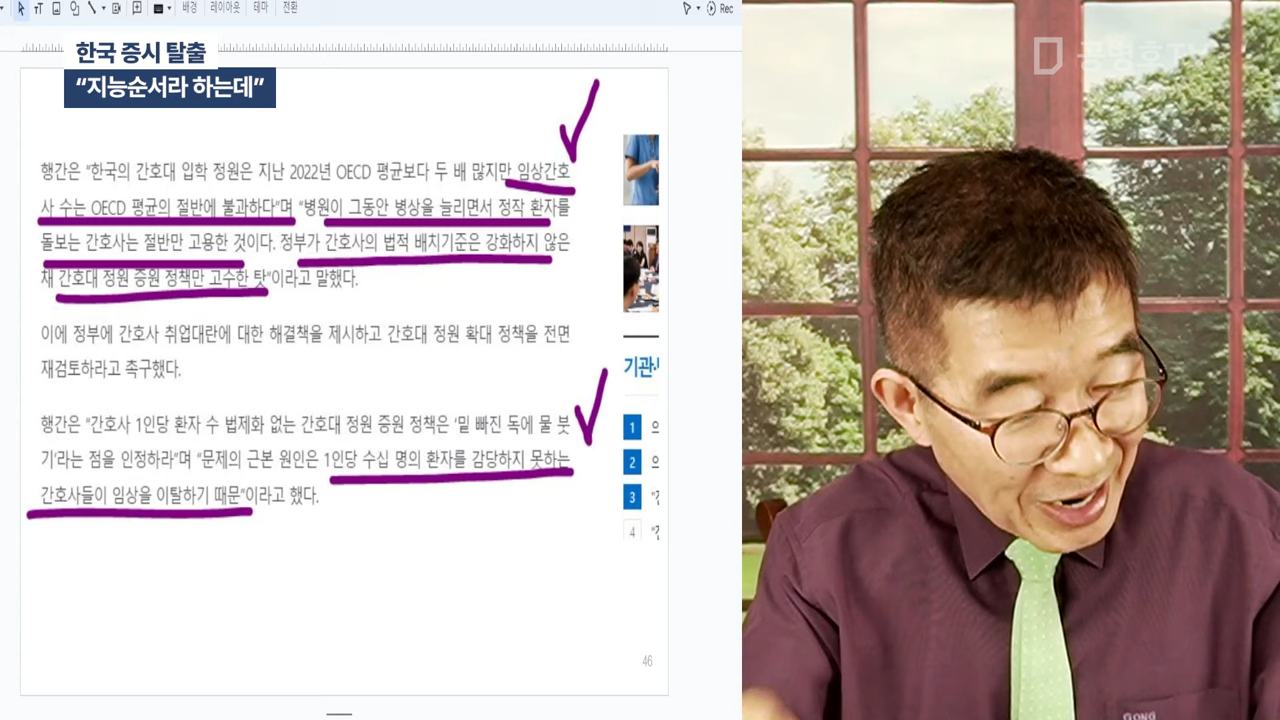 배경 레이아웃 테마 전환
Rec
한국 증시 탈출
“지능순서라 하는데”
공병호TV
행간은 “한국의 간호대 입학 정원은 지난 2022년 OECD 평균보다 두 배 많지만 임상간호
사 수는 OECD 평균의 절반에 불과하다”며 “병원이 그동안 병상을 늘리면서 정작 환자를
돌보는 간호사는 절반만 고용한 것이다. 정부가 간호사의 법적 배치기준은 강화하지 않은
채 간호대 정원 증원 정책만 고수한 탓”이라고 말했다.
이에 정부에 간호사 취업대란에 대한 해결책을 제시하고 간호대 정원 확대 정책을 전면
재검토하라고 촉구했다.
행간은 “간호사 1인당 환자 수 법제화 없는 간호대 정원 증원 정책은 ‘밑 빠진 독에 물 붓
기’라는 점을 인정하라”며 “문제의 근본 원인은 1인당 수십 명의 환자를 감당하지 못하는
간호사들이 임상을 이탈하기 때문”이라고 했다.
기관·
1
2
3
4
46
GONG